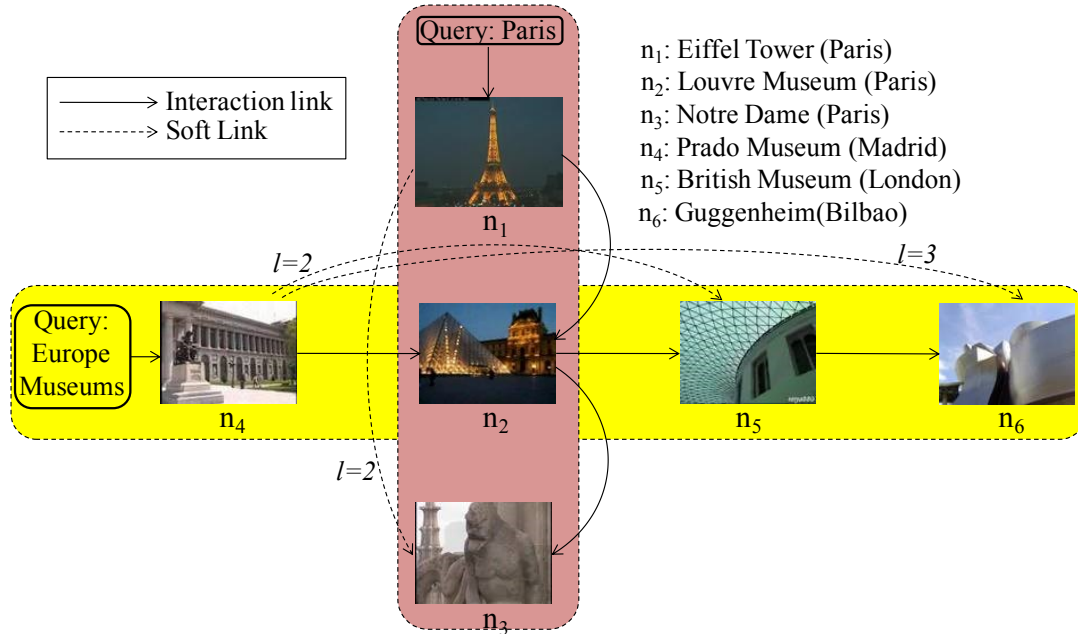 Query: Paris
Interaction link
Soft Link
n1: Eiffel Tower (Paris)
n2: Louvre Museum (Paris)
n3: Notre Dame (Paris)
n4: Prado Museum (Madrid)
n5: British Museum (London)
n6: Guggenheim(Bilbao)
n1
l=2
l=3
Query:
Europe
Museums
n4
n2
n5
n6
l=2
n3